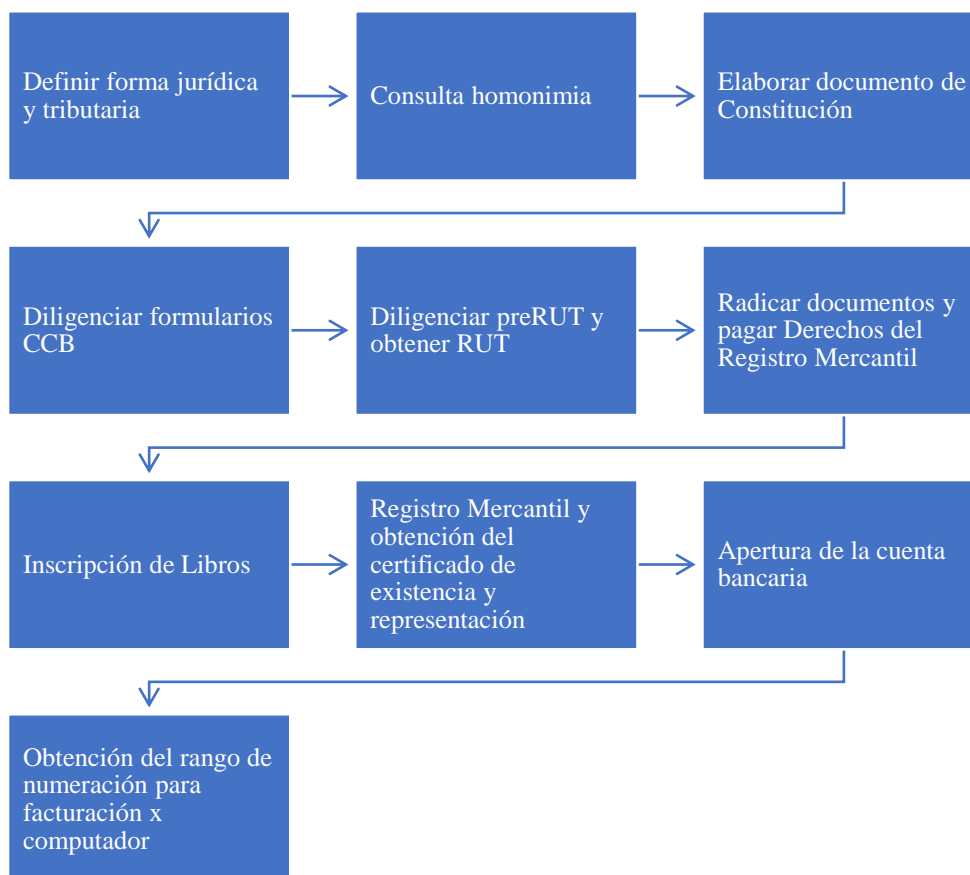 Definir forma jurídica
y tributaria
Consulta homonimia
Elaborar documento de
Constitución
Diligenciar formularios
CCB
Diligenciar preRUT y
obtener RUT
Radicar documentos y
pagar Derechos del
Registro Mercantil
Inscripción de Libros
Registro Mercantil y
obtención del
certificado de
existencia y
representación
Apertura de la cuenta
bancaria
Obtención del rango de
numeración para
facturación x
computador